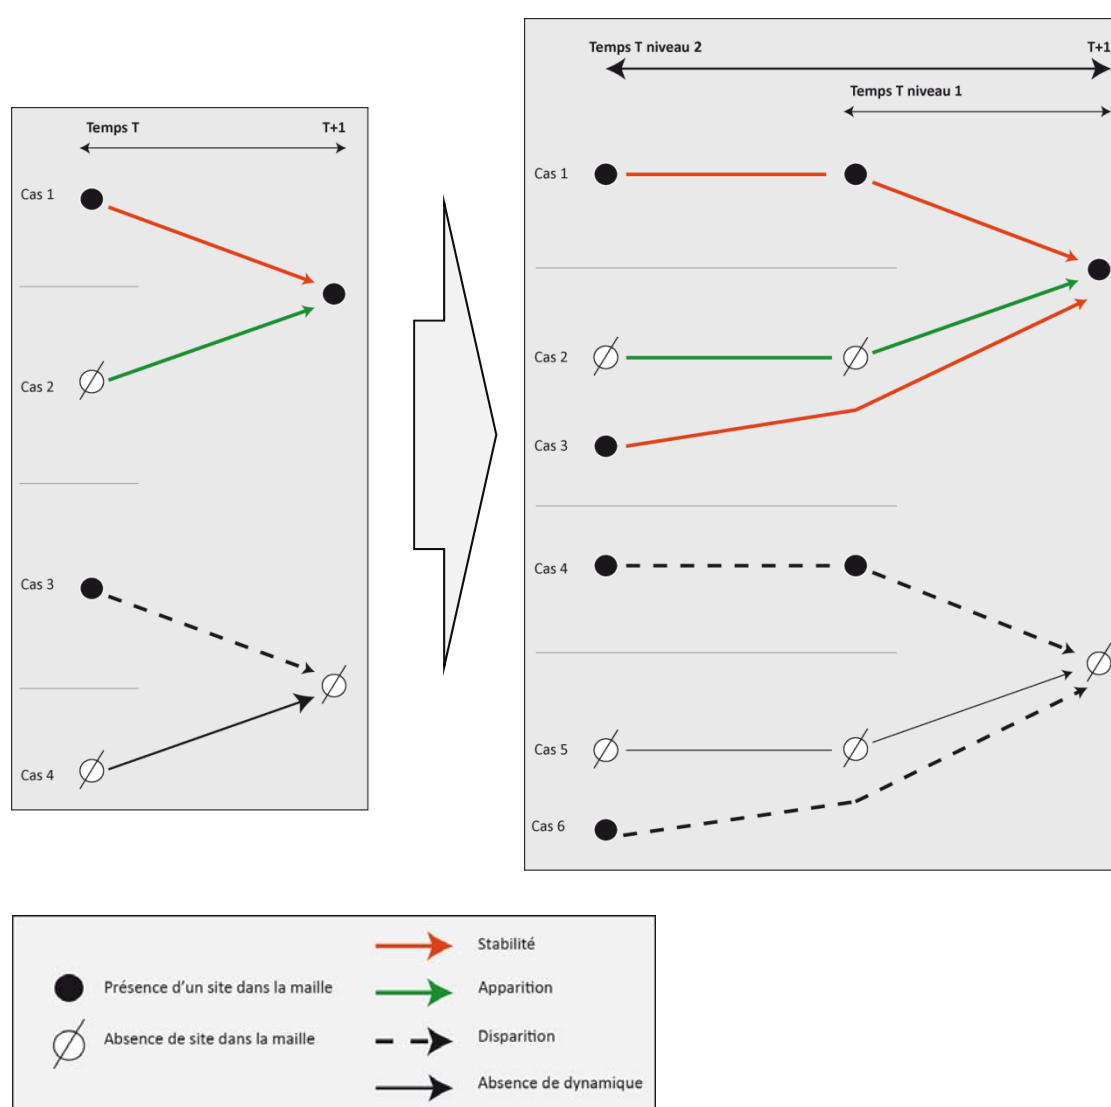 Temps T T+1
Cas 1
Cas 2
Cas 3
Cas 4
Temps T niveau 2 T+1
Temps T niveau 1
Cas 1
Cas 2
Cas 3
Cas 4
Cas 5
Cas 6
Présence d'un site dans la maille
Absence de site dans la maille
Stabilité
Apparition
Disparition
Absence de dynamique